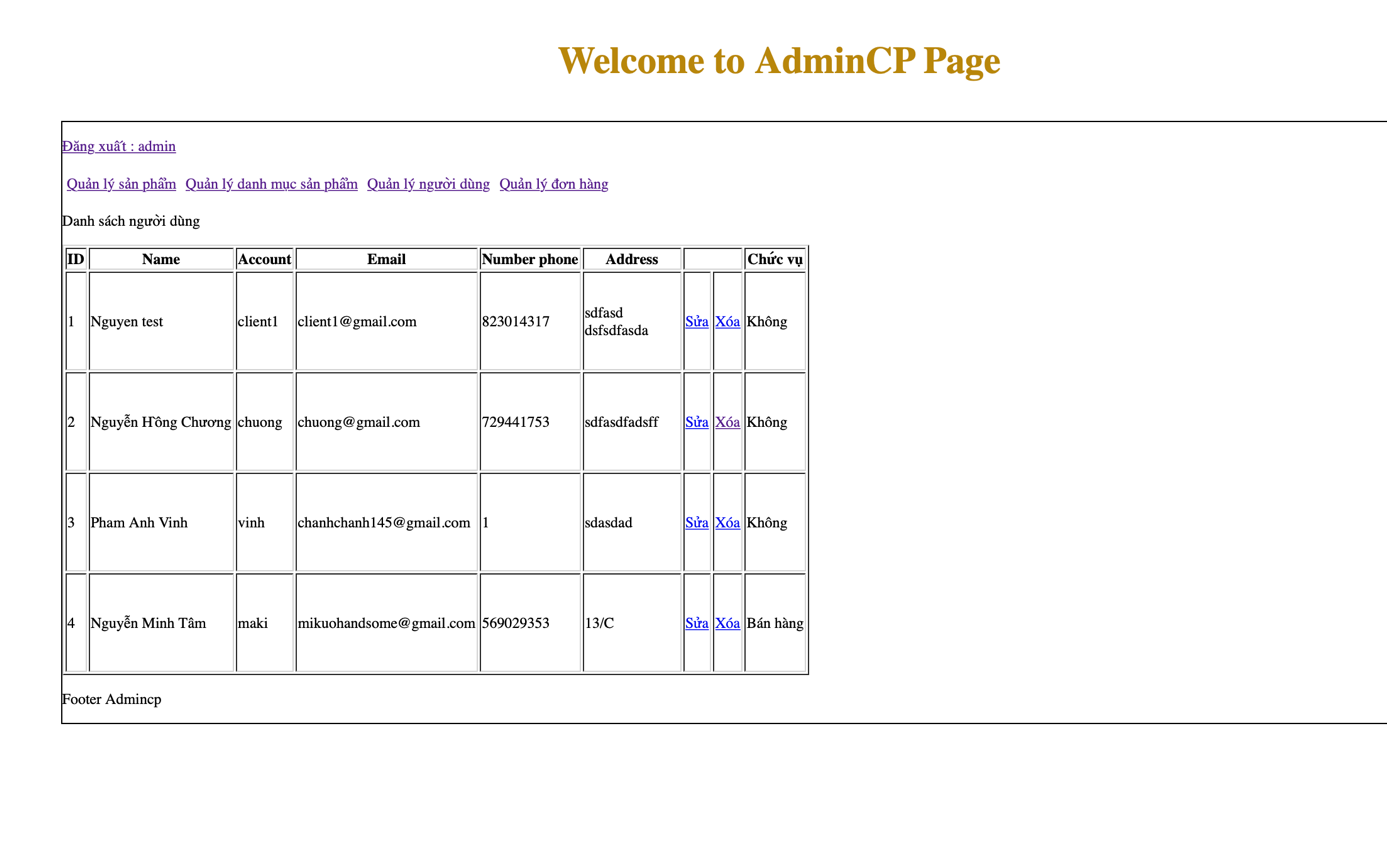 Welcome to AdminCP Page
Đăng xuất : admin
Quản lý sản phẩm Quản lý danh mục sản phẩm Quản lý người dùng Quản lý đơn hàng
Danh sách người dùng
ID Name Account Email Number phone Address Chức vụ
1 Nguyen test client1 client1@gmail.com 823014317 sdfasd dsfsdfasda Sửa Xóa Không
2 Nguyễn Hồng Chương chuong chuong@gmail.com 729441753 sdfasdfadsff Sửa Xóa Không
3 Pham Anh Vinh vinh chanhchanh145@gmail.com 1 sdasdad Sửa Xóa Không
4 Nguyễn Minh Tâm maki mikuohandsome@gmail.com 569029353 13/C Sửa Xóa Bán hàng
Footer Admincp